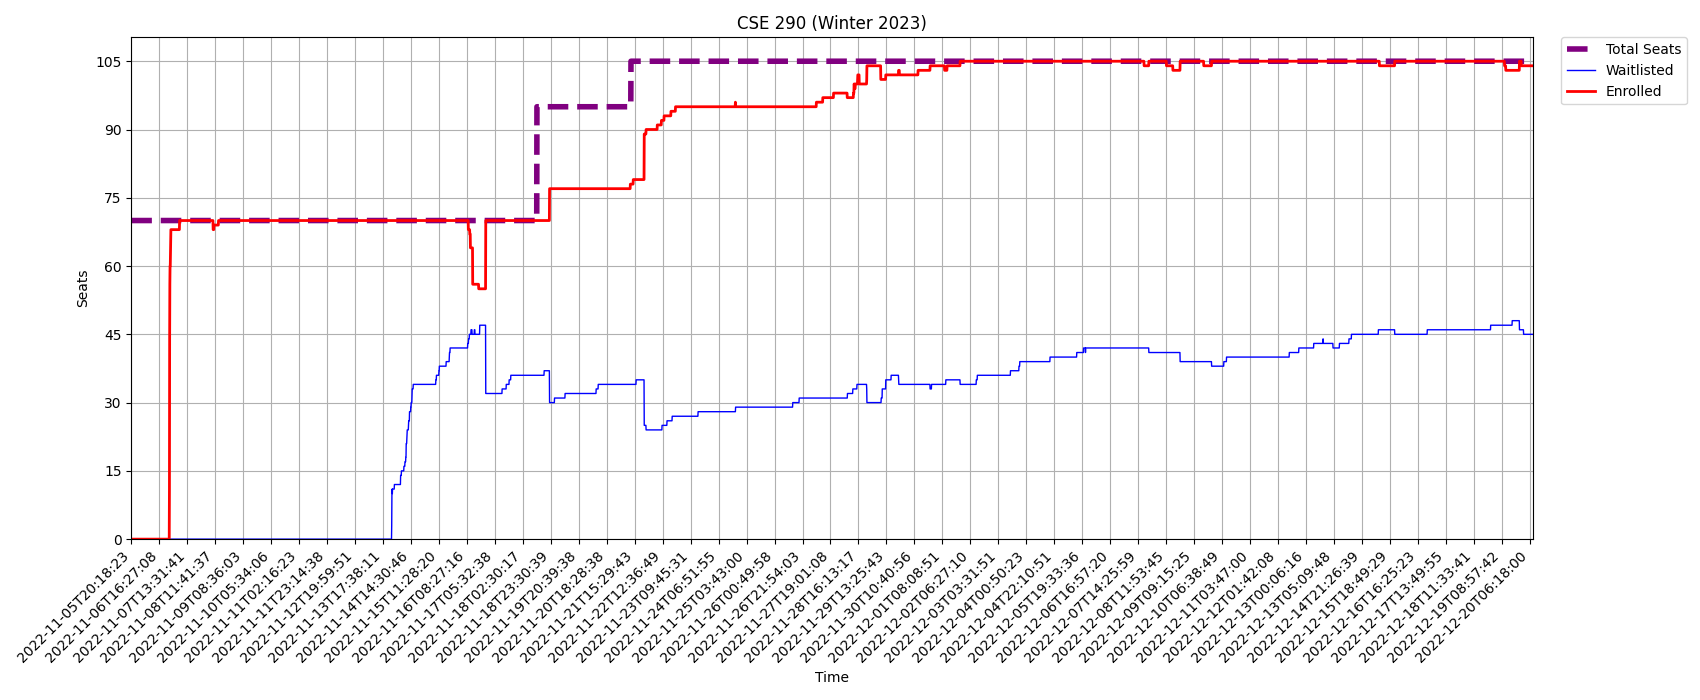 CSE 290 (Winter 2023)
Total Seats
Waitlisted
Enrolled
105
90
75
60
45
30
15
0
Seats
2022-11-05T20:18:23
2022-11-06T16:27:08
2022-11-07T13:31:41
2022-11-08T11:41:37
2022-11-09T08:36:03
2022-11-10T05:34:06
2022-11-11T02:16:23
2022-11-11T23:14:38
2022-11-12T19:59:51
2022-11-13T17:38:11
2022-11-14T14:30:46
2022-11-15T11:28:20
2022-11-16T08:27:16
2022-11-17T05:32:38
2022-11-18T02:30:17
2022-11-18T23:30:39
2022-11-19T20:39:38
2022-11-20T18:28:38
2022-11-21T15:29:43
2022-11-22T12:36:49
2022-11-23T09:45:31
2022-11-24T06:51:55
2022-11-25T03:43:00
2022-11-26T00:49:58
2022-11-26T21:54:03
2022-11-27T19:01:08
2022-11-28T16:13:17
2022-11-29T13:25:43
2022-11-30T10:40:56
2022-12-01T08:08:51
2022-12-02T06:27:10
2022-12-03T03:31:51
2022-12-04T00:50:23
2022-12-04T22:10:51
2022-12-05T19:33:36
2022-12-06T16:57:20
2022-12-07T14:25:59
2022-12-08T11:53:45
2022-12-09T09:15:25
2022-12-10T06:38:49
2022-12-11T03:47:00
2022-12-12T01:42:08
2022-12-13T00:06:16
2022-12-13T05:09:48
2022-12-14T21:26:39
2022-12-15T18:49:29
2022-12-16T16:25:23
2022-12-17T13:49:55
2022-12-18T11:33:41
2022-12-19T08:57:42
2022-12-20T06:18:00
Time